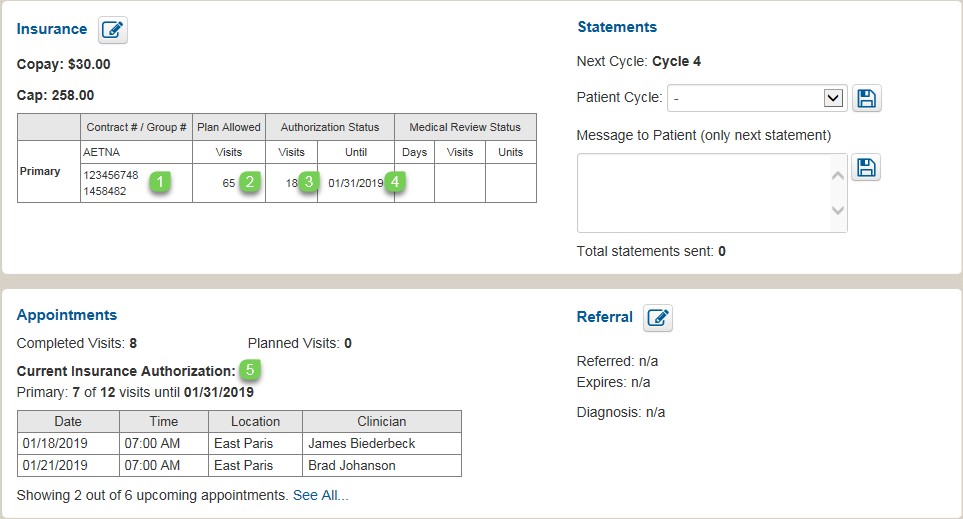 Insurance
Copay: $30.00
Cap: 258.00
Contract # / Group # Plan Allowed Authorization Status Medical Review Status
Primary
AETNA Visits Visits Until Days Visits Units
123456748
1458482
1 65 2 18 3 01/31/2019 4
Statements
Next Cycle: Cycle 4
Patient Cycle: -
Message to Patient (only next statement)
Total statements sent: 0
Appointments
Completed Visits: 8 Planned Visits: 0
Current Insurance Authorization: 5
Primary: 7 of 12 visits until 01/31/2019
Date Time Location Clinician
01/18/2019 07:00 AM East Paris James Biederbeck
01/21/2019 07:00 AM East Paris Brad Johanson
Showing 2 out of 6 upcoming appointments. See All...
Referral
Referred: n/a
Expires: n/a
Diagnosis: n/a